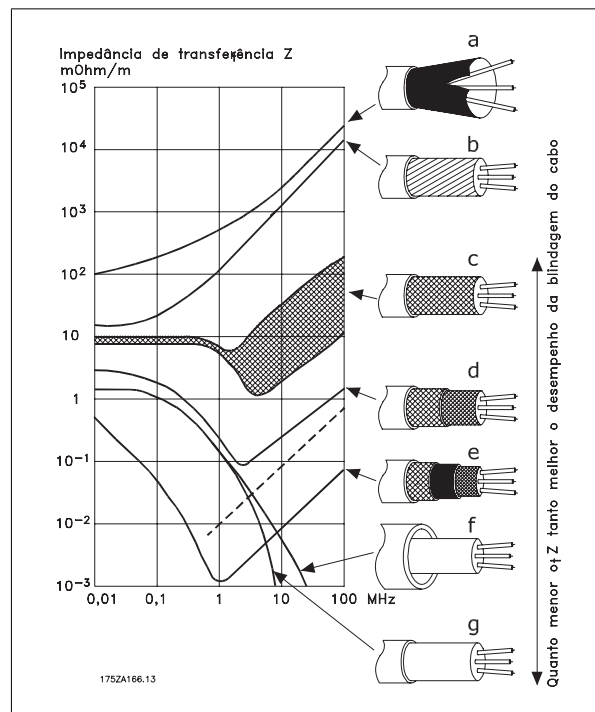 Impedância de transferência Z
mOhm/m
a
10⁵
b
10⁴
10³
c
10²
10
d
1
10⁻¹
e
10⁻²
f
10⁻³
0,01 0,1 1 10 100 MHz
g
175ZA166.13
Quanto menor o Z tanto melhor o desempenho da blindagem do cabo